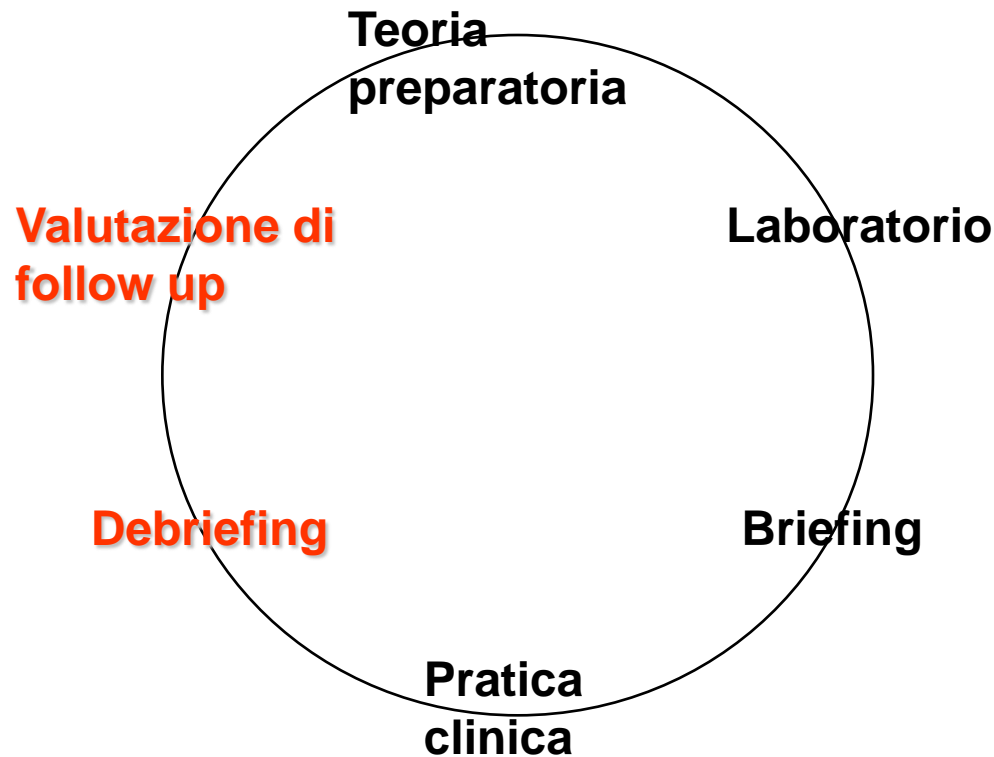 Teoria
preparatoria
Valutazione di
follow up
Laboratorio
Debriefing
Briefing
Pratica
clinica